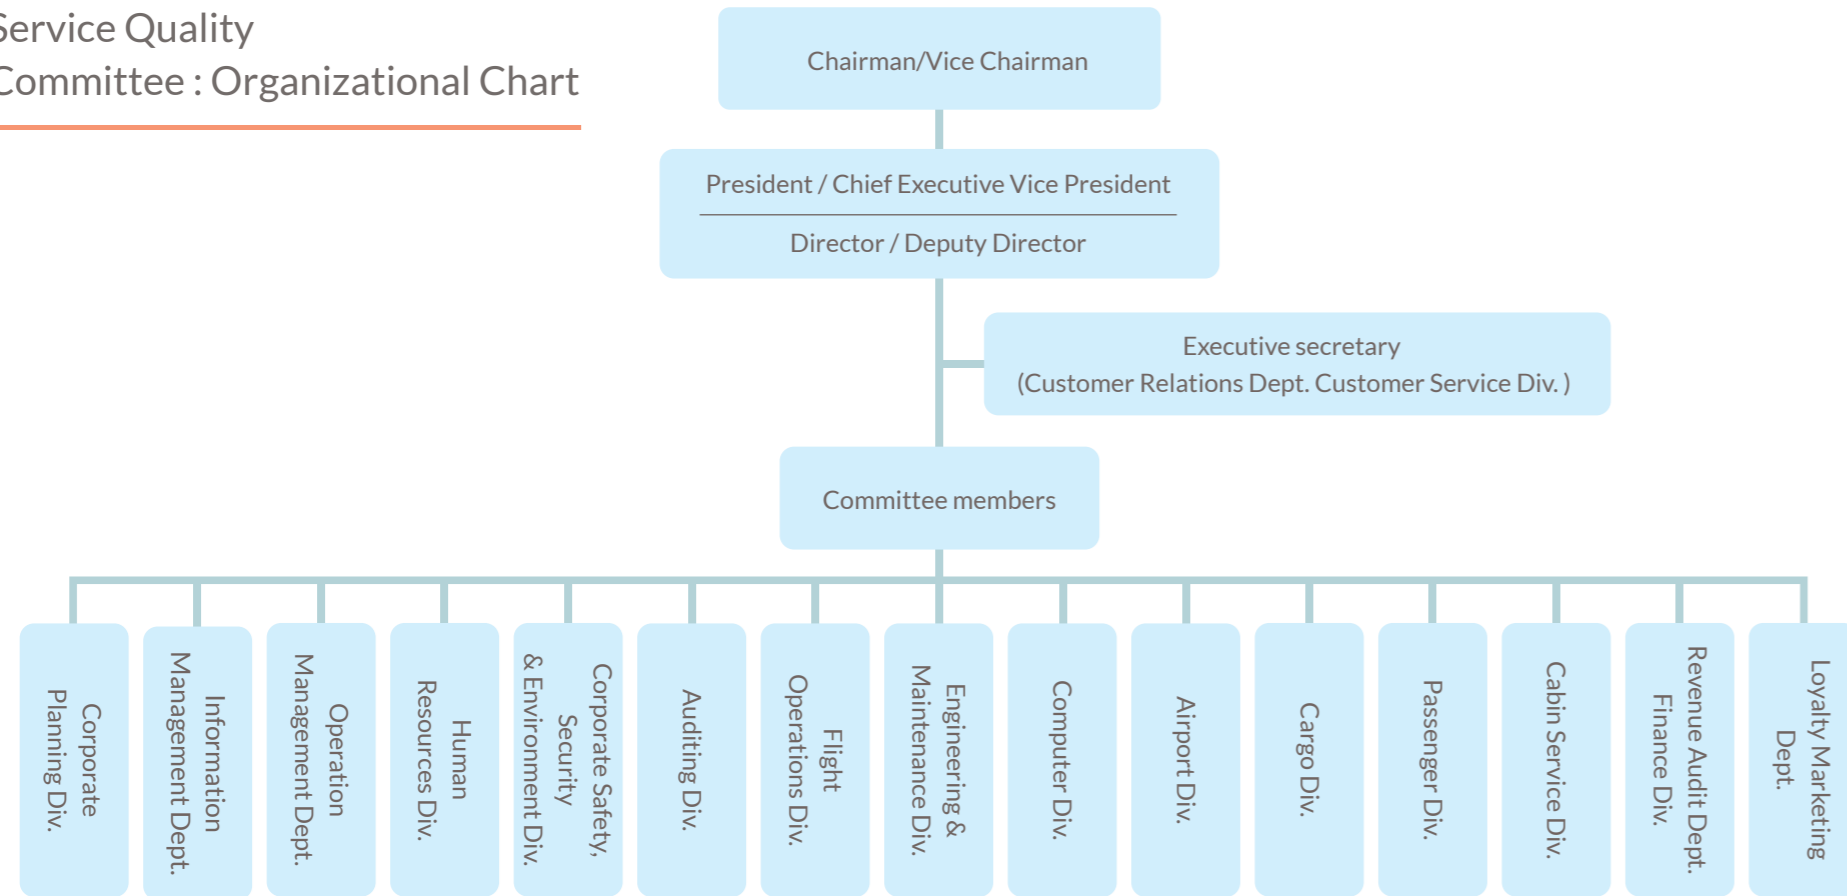 Service Quality
Committee : Organizational Chart
Chairman/Vice Chairman
President / Chief Executive Vice President
Director / Deputy Director
Executive secretary
(Customer Relations Dept. Customer Service Div. )
Committee members
Corporate
Planning Div.
Information
Management Dept.
Operation
Management Dept.
Human
Resources Div.
Corporate Safety,
Security
& Environment Div.
Auditing Div.
Flight
Operations Div.
Engineering &
Maintenance Div.
Computer Div.
Airport Div.
Cargo Div.
Passenger Div.
Cabin Service Div.
Revenue Audit Dept.
Finance Div.
Loyalty Marketing
Dept.